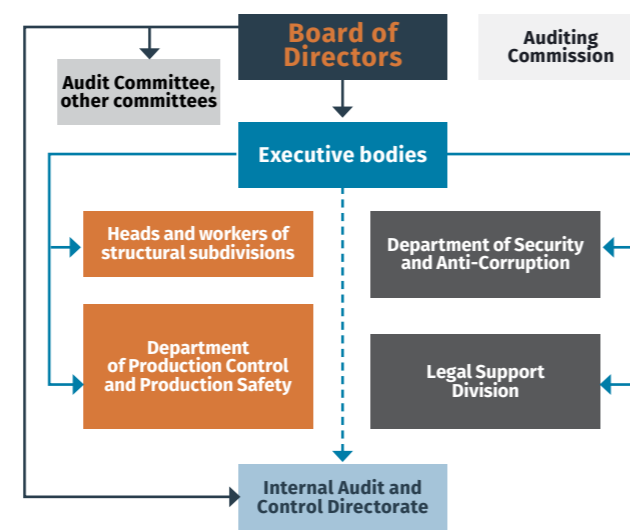 Board of
Directors
Auditing
Commission
Audit Committee,
other committees
Executive bodies
Heads and workers of
structural subdivisions
Department of Security
and Anti-Corruption
Department
of Production Control
and Production Safety
Legal Support
Division
Internal Audit and
Control Directorate